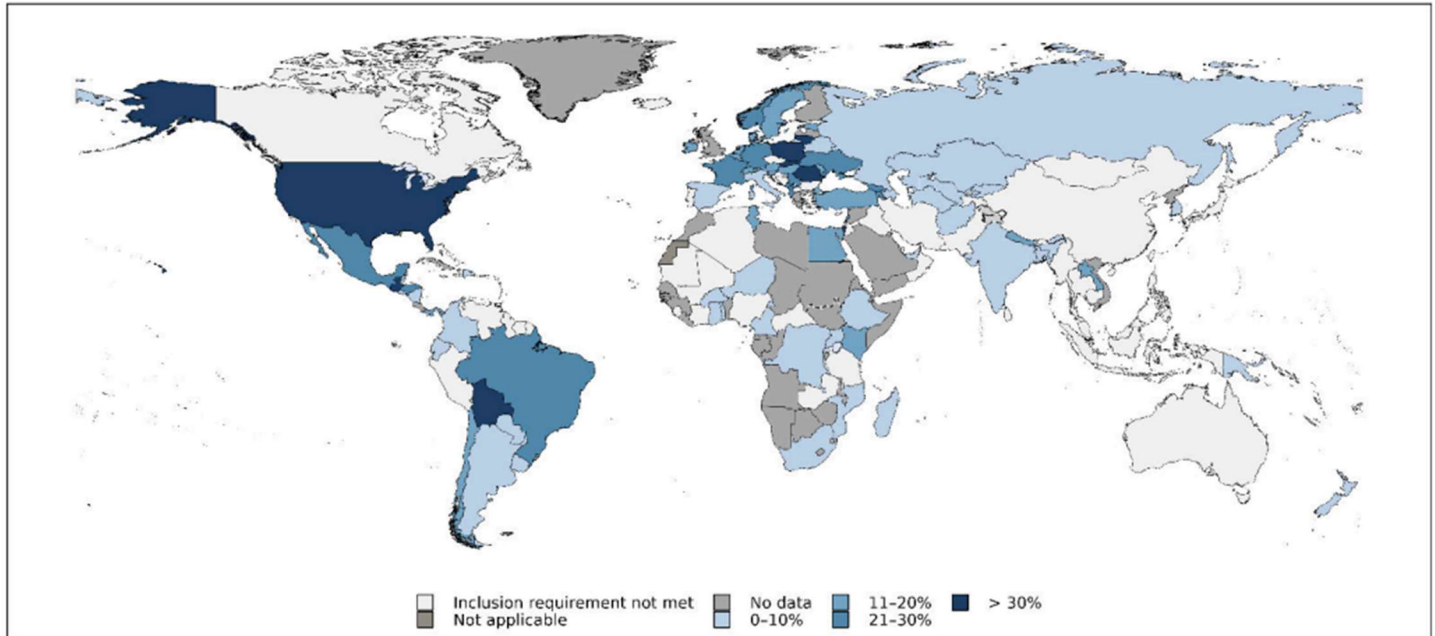 Inclusion requirement not met No data 11–20% > 30%
Not applicable 0–10% 21–30%